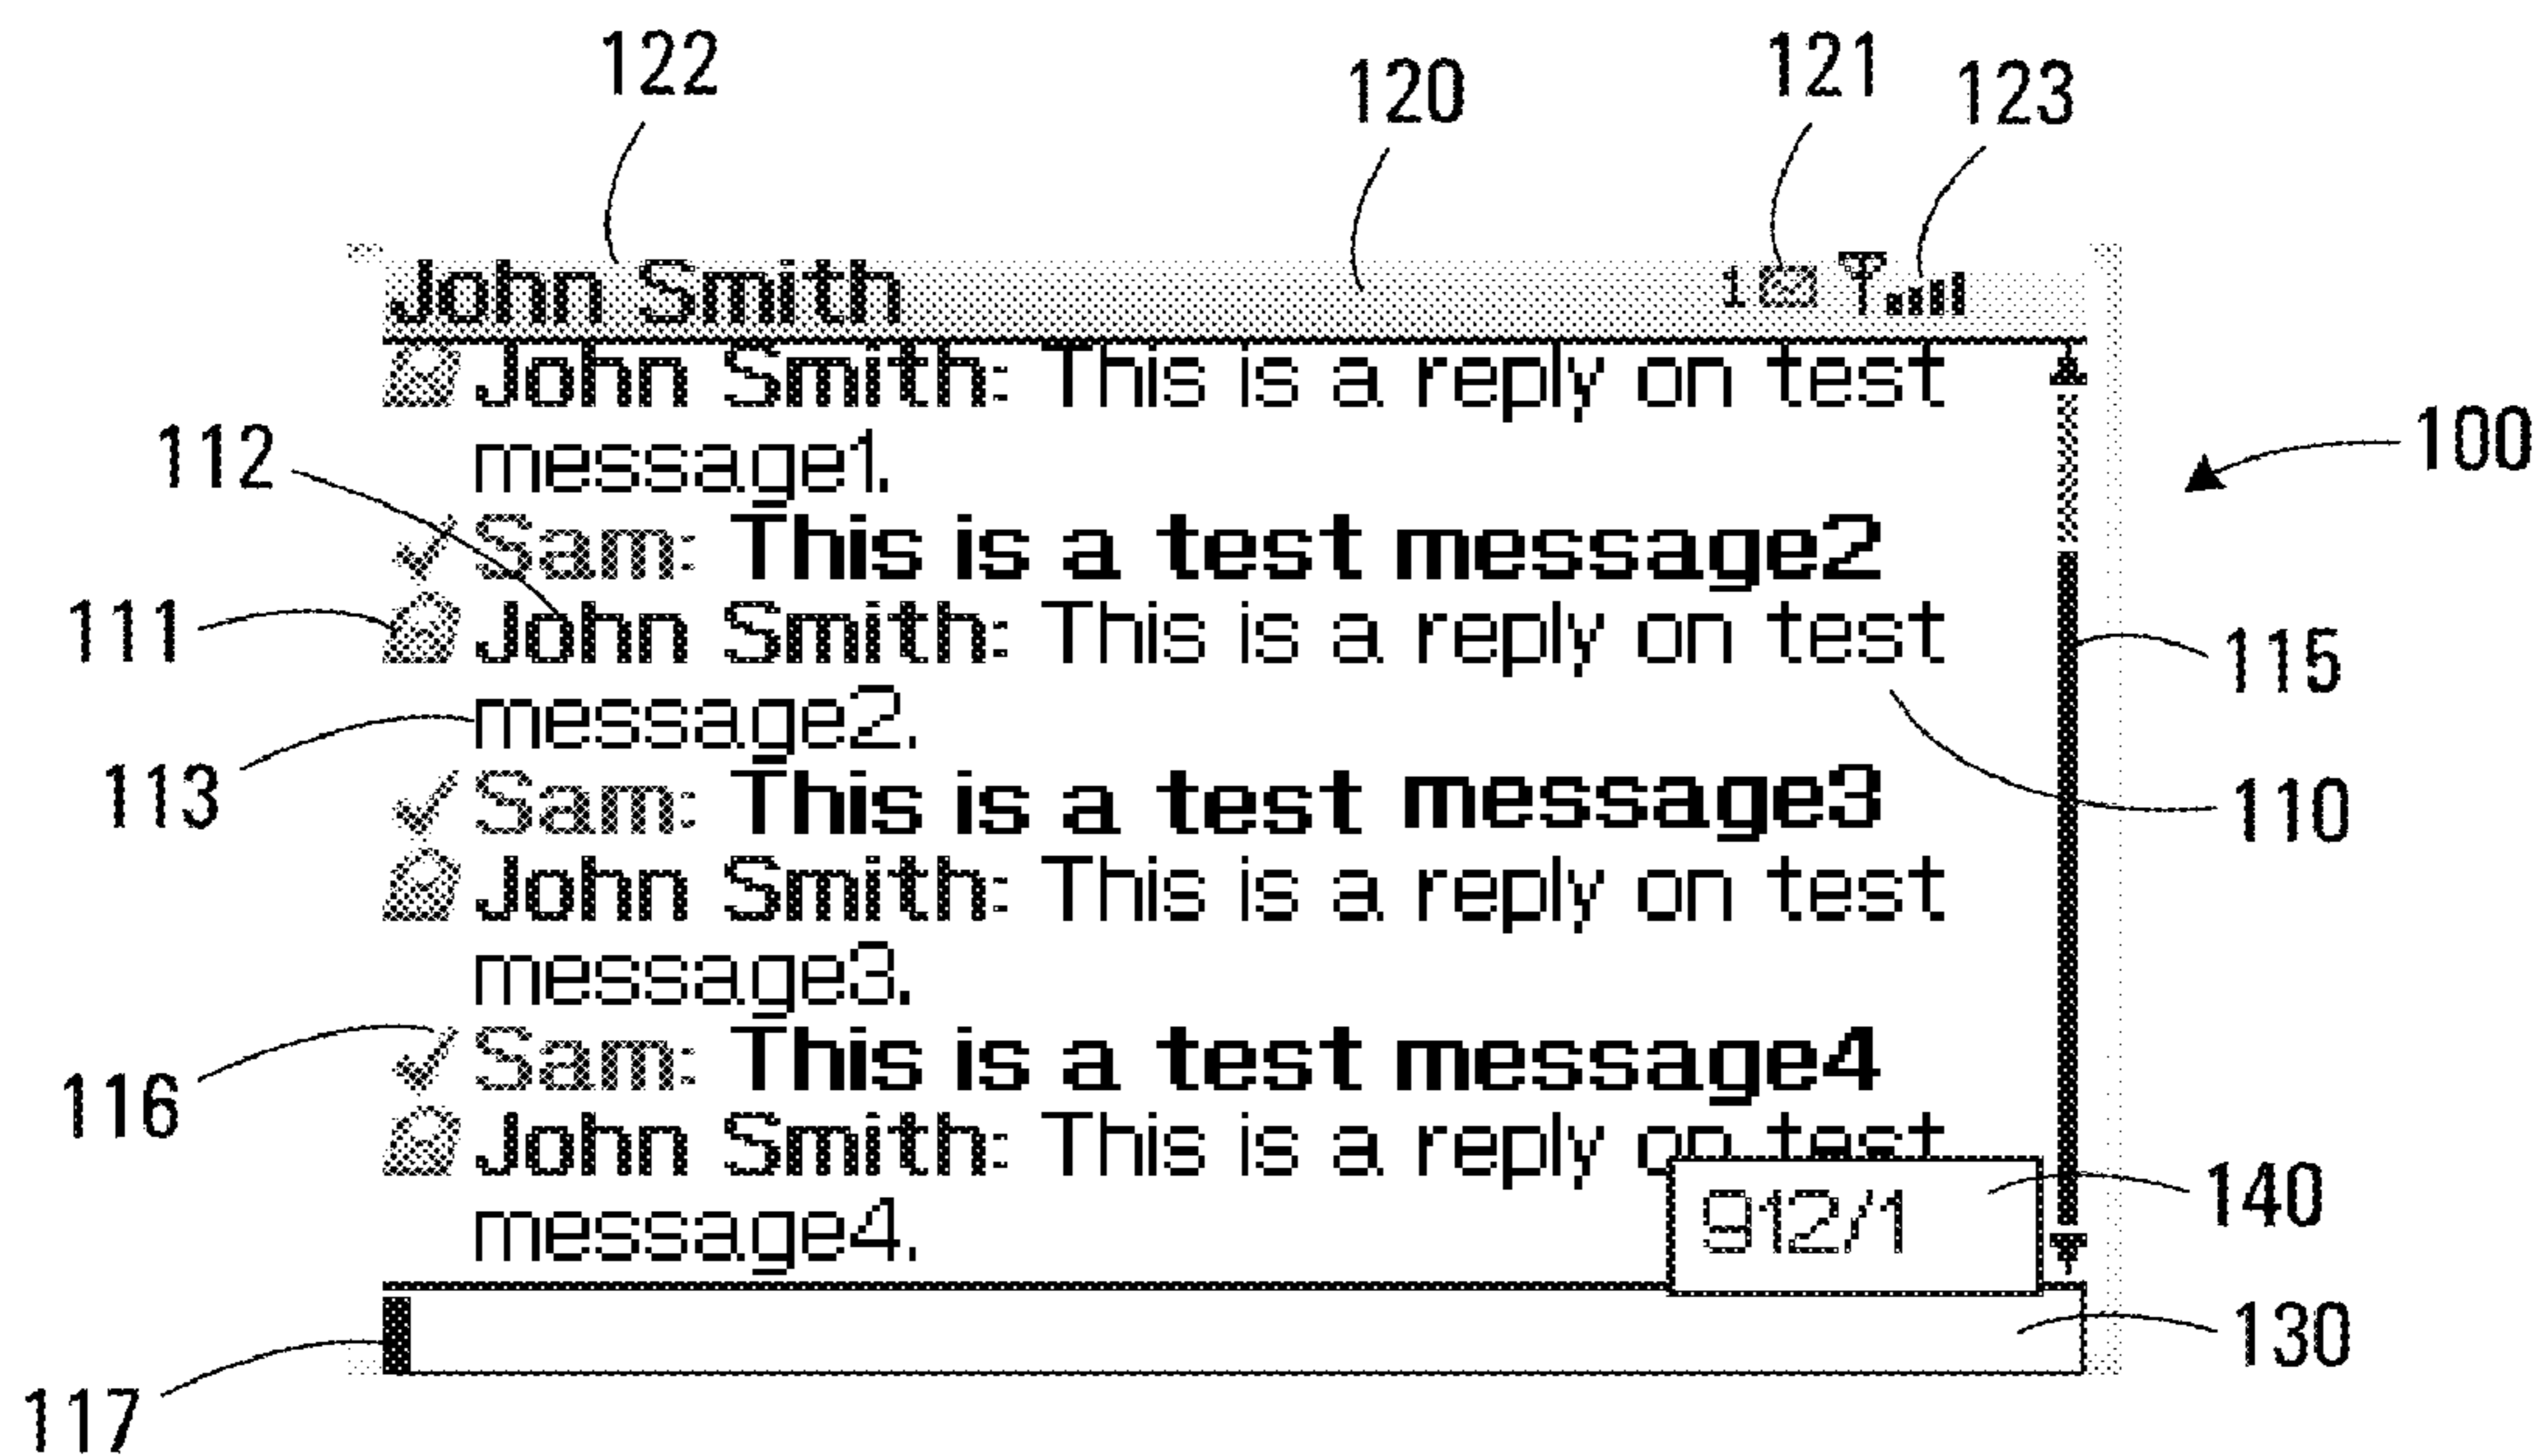 122 120 121 123
John Smith 1
John Smith: This is a reply on test
message1.
100
112
Sam: This is a test message2
111 John Smith: This is a reply on test
115
113 message2.
Sam: This is a test message3
110
John Smith: This is a reply on test
message3.
116 Sam: This is a test message4
John Smith: This is a reply on test
140
912/1
message4.
130
117